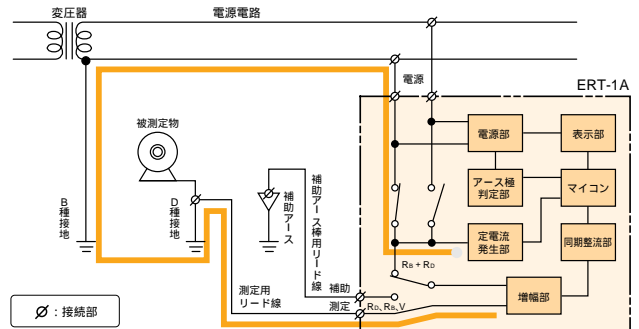 変圧器
電源電路
電源
ERT-1A
被測定物
電源部
表示部
アース極
判定部
マイコン
定電流
発生部
同期整流部
増幅部
B種接地
D種接地
補助アース
補助アース棒用リード線
RB + RD
測定用
リード線
補助
測定
RD、RB、V
: 接続部